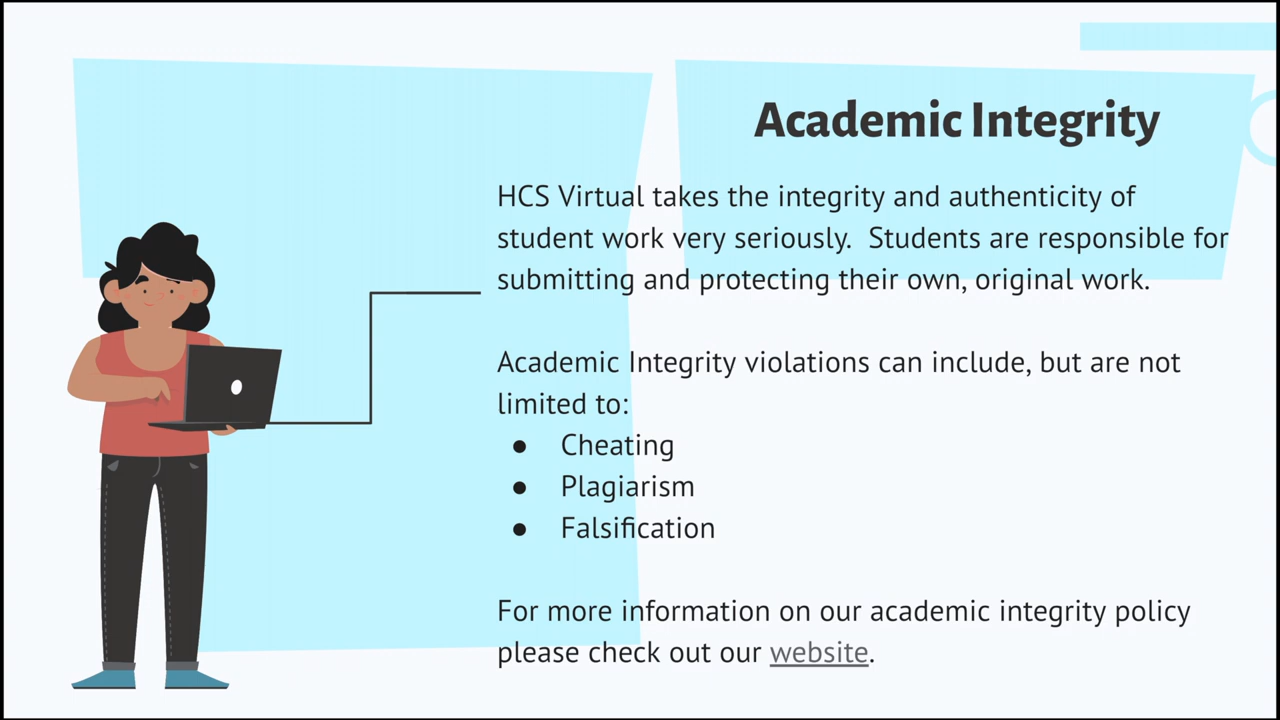 Academic Integrity
HCS Virtual takes the integrity and authenticity of
student work very seriously.  Students are responsible for
submitting and protecting their own, original work.
Academic Integrity violations can include, but are not
limited to:
● Cheating
● Plagiarism
● Falsification
For more information on our academic integrity policy
please check out our website.